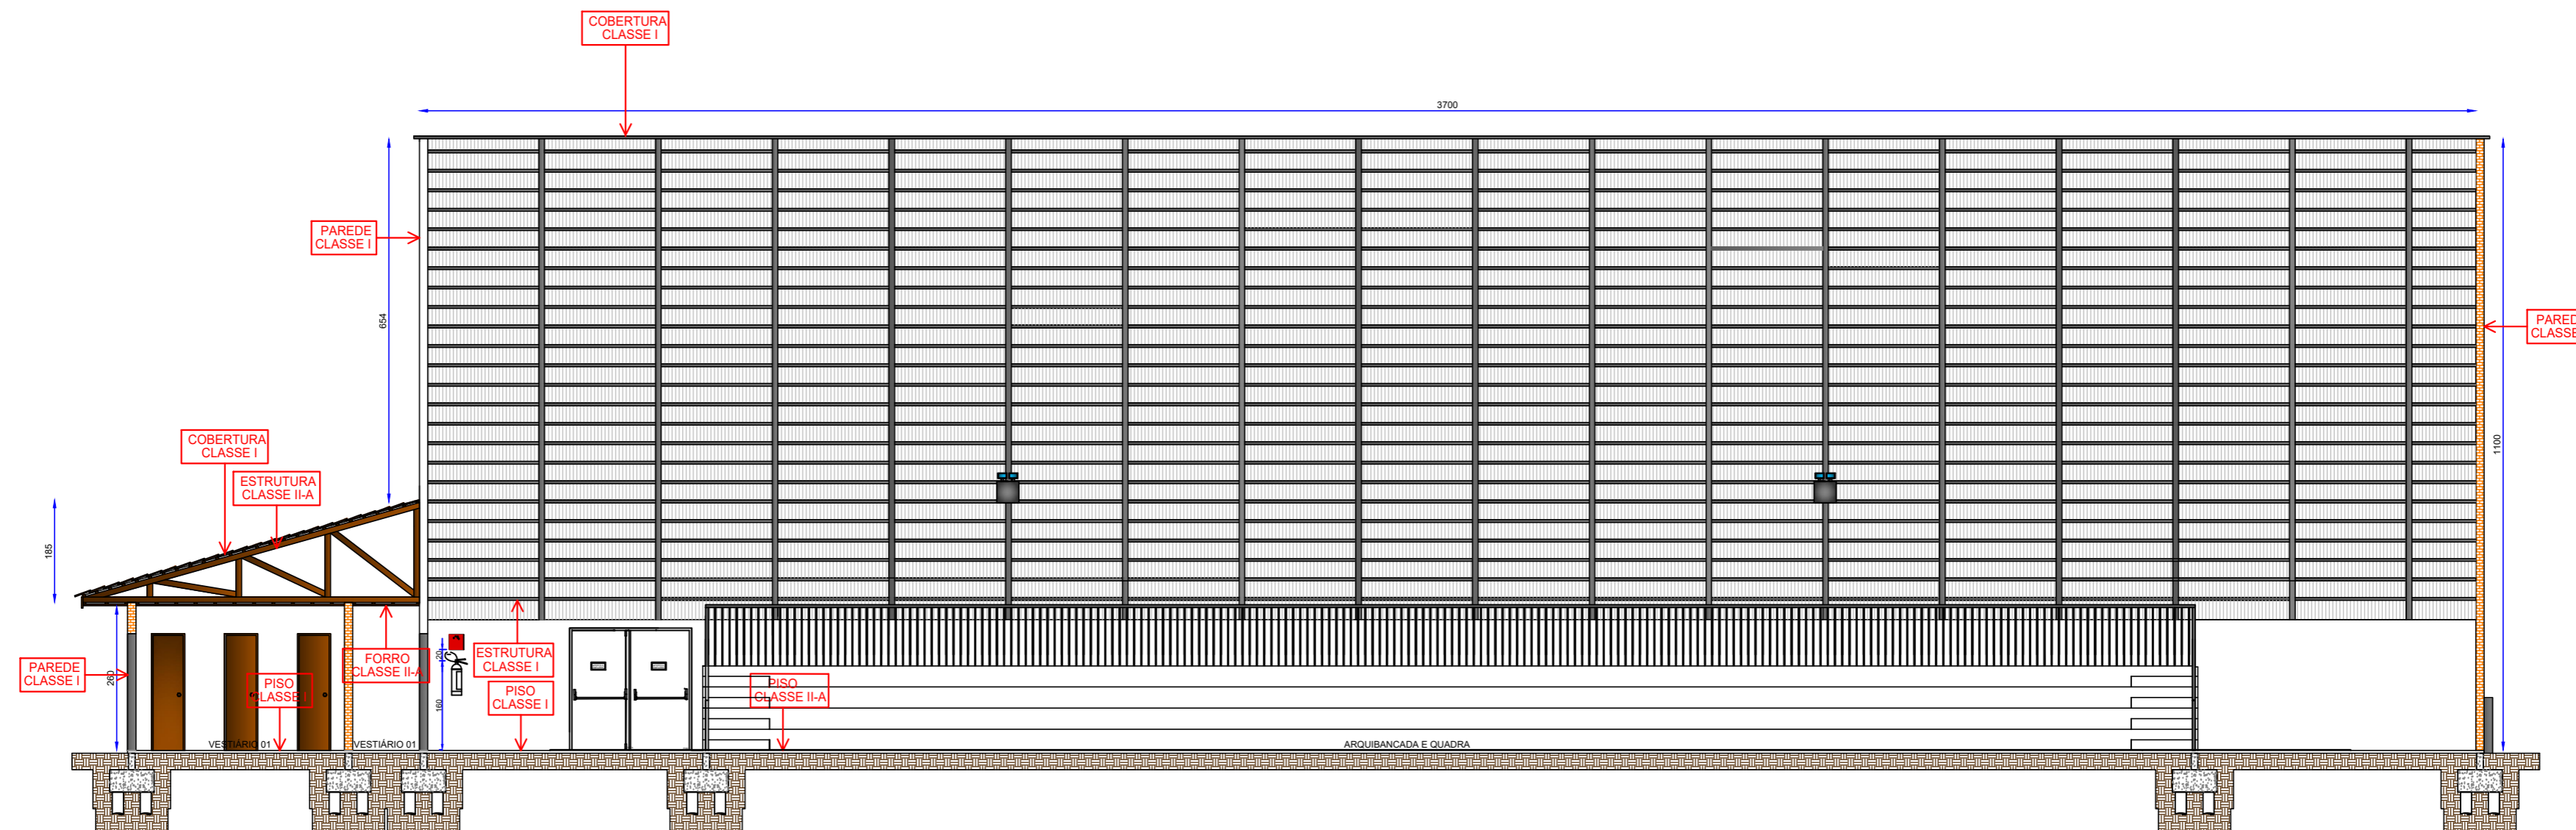 COBERTURA
CLASSE I
3700
PAREDE
CLASSE I
654
COBERTURA
CLASSE I
ESTRUTURA
CLASSE II-A
185
1100
PARED
CLASSE
PAREDE
CLASSE I
260
PISO
CLASSE I
FORRO
CLASSE II-A
20
160
ESTRUTURA
CLASSE I
PISO
CLASSE I
PISO
CLASSE II-A
VESTIÁRIO 01
VESTIÁRIO 01
ARQUIBANCADA E QUADRA